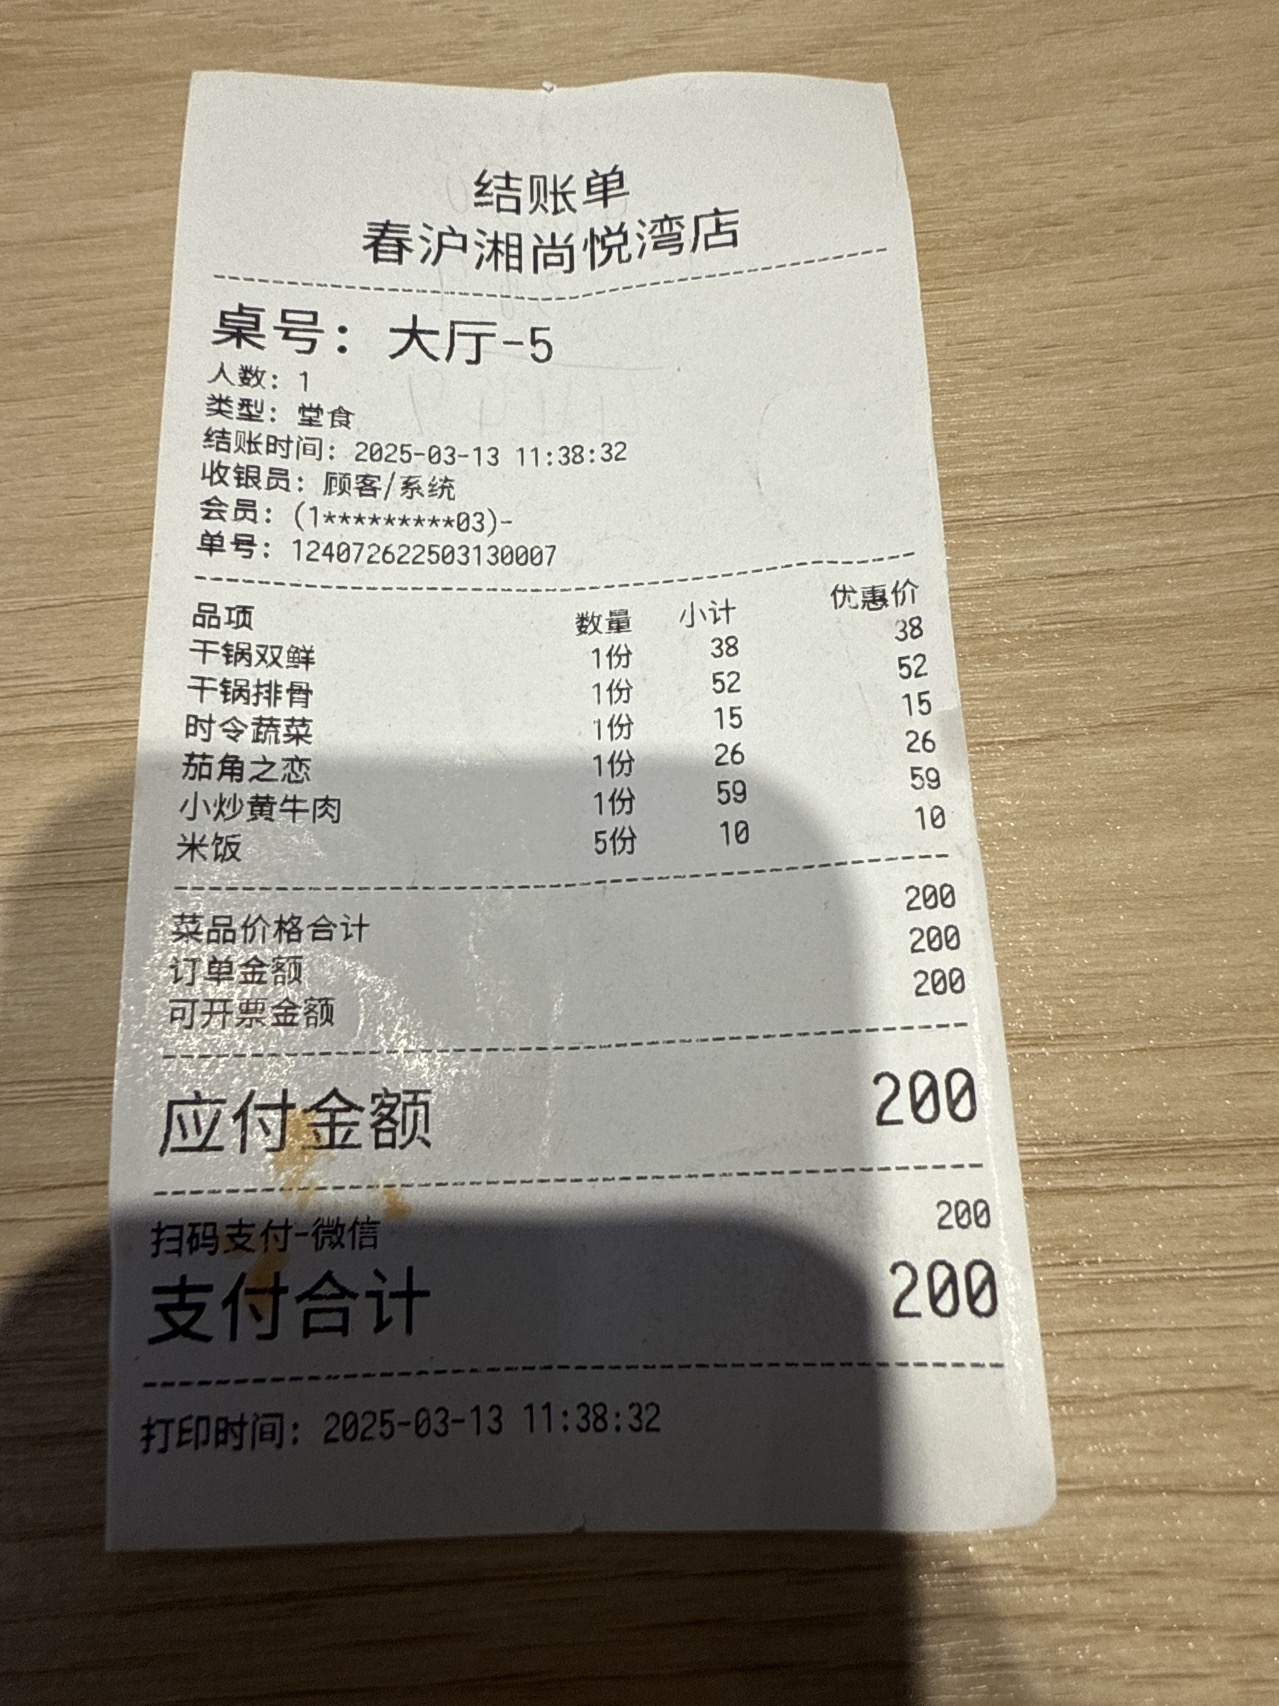 结账单
春沪湘尚悦湾店
桌号：大厅-5
人数：1
类型：堂食
结账时间：2025-03-13 11:38:32
收银员：顾客/系统
会员：(1*********03)-
单号：124072622503130007
品项 数量 小计 优惠价
干锅双鲜 1份 38 38
干锅排骨 1份 52 52
时令蔬菜 1份 15 15
茄角之恋 1份 26 26
小炒黄牛肉 1份 59 59
米饭 5份 10 10
菜品价格合计 200
订单金额 200
可开票金额 200
应付金额 200
扫码支付-微信 200
支付合计 200
打印时间：2025-03-13 11:38:32